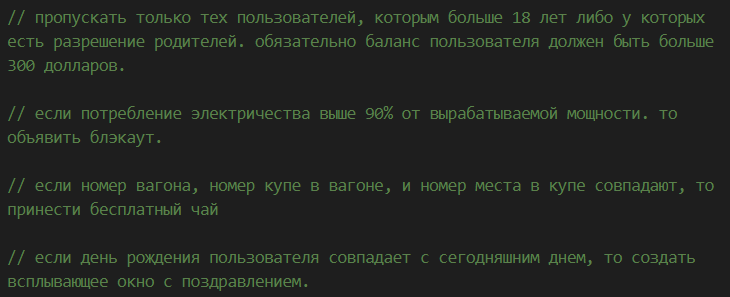 // пропускать только тех пользователей, которым больше 18 лет либо у которых
есть разрешение родителей. обязательно баланс пользователя должен быть больше
300 долларов.
// если потребление электричества выше 90% от вырабатываемой мощности. то
объявить блэкаут.
// если номер вагона, номер купе в вагоне, и номер места в купе совпадают, то
принести бесплатный чай
// если день рождения пользователя совпадает с сегодняшним днем, то создать
всплывающее окно с поздравлением.